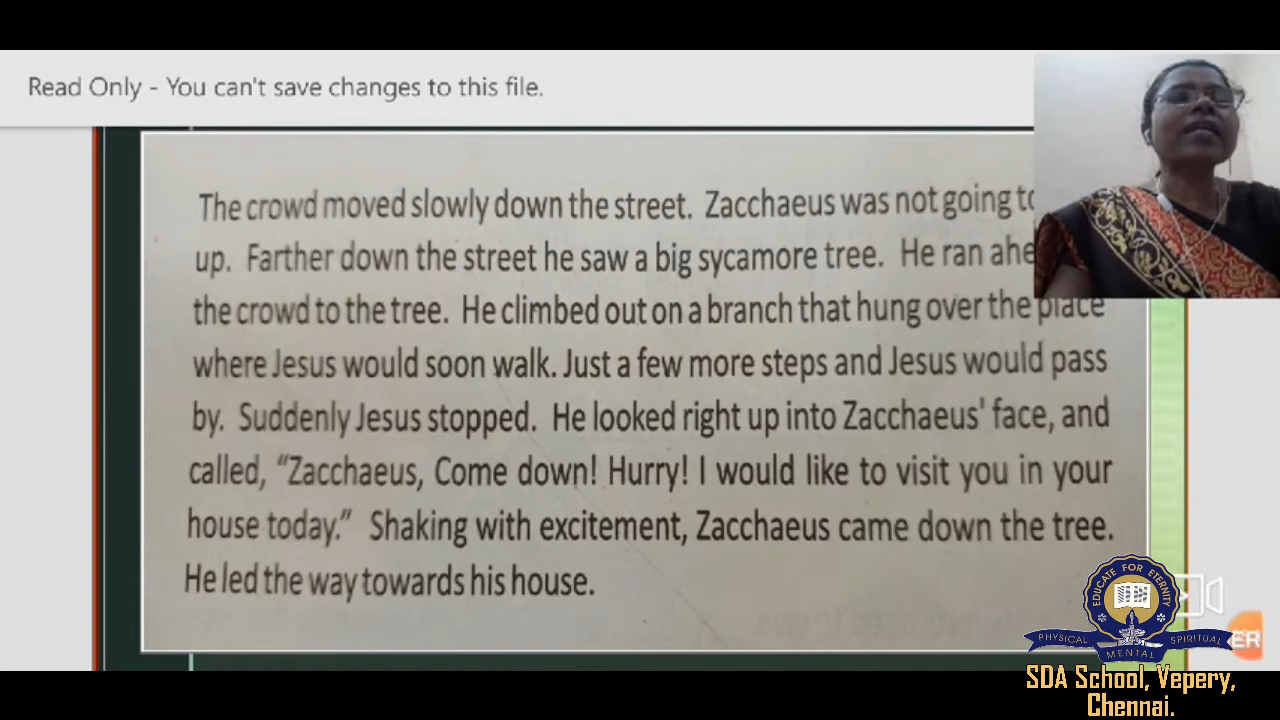 Read Only - You can't save changes to this file.
The crowd moved slowly down the street. Zacchaeus was not going to
up. Farther down the street he saw a big sycamore tree. He ran ahe
the crowd to the tree. He climbed out on a branch that hung over the place
where Jesus would soon walk. Just a few more steps and Jesus would pass
by. Suddenly Jesus stopped. He looked right up into Zacchaeus' face, and
called, “Zacchaeus, Come down! Hurry! I would like to visit you in your
house today.” Shaking with excitement, Zacchaeus came down the tree.
He led the way towards his house.
EDUCATE FOR ETERNITY
PHYSICAL MENTAL SPIRITUAL
ER
SDA School, Vepery,
Chennai.